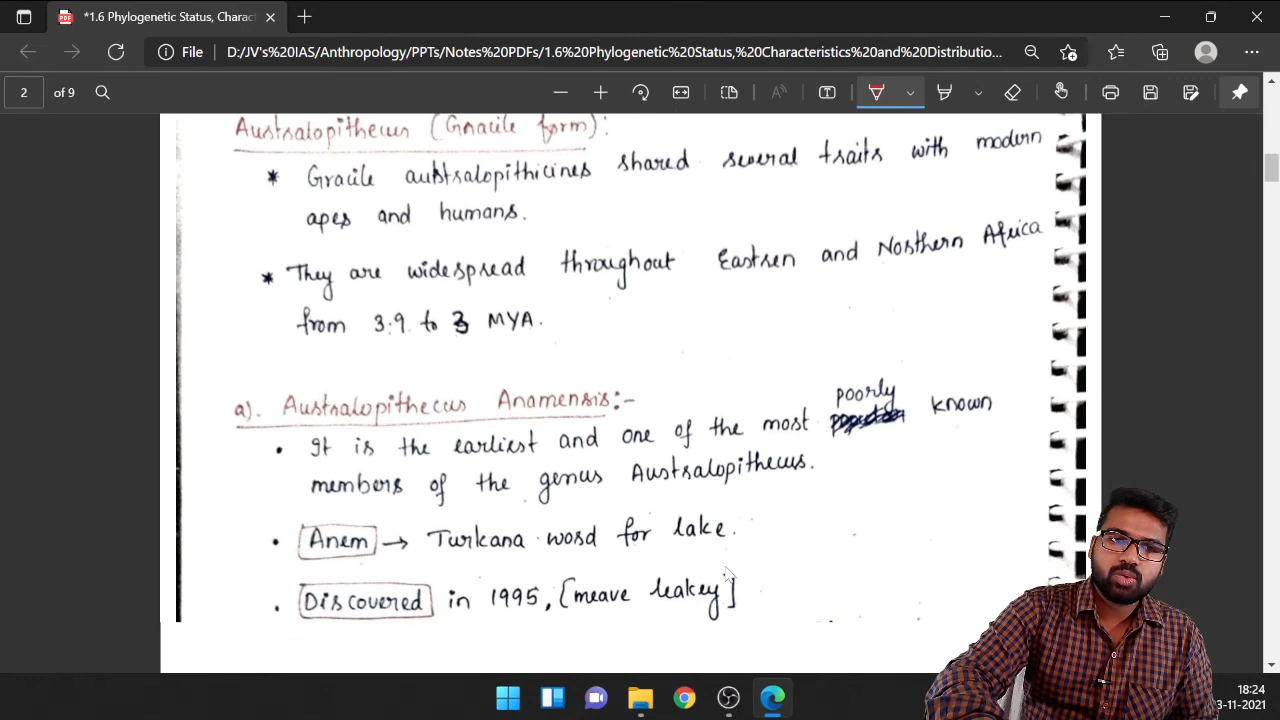 *1.6 Phylogenetic Status, Charac
File D:/JV's%20IAS/Anthropology/PPTs/Notes%20PDFs/1.6%20Phylogenetic%20Status,%20Characteristics%20and%20Distributio...
2 of 9
Australopithecus (Gracile form):
* Gracile australopithicines shared several traits with modern
apes and humans.
* They are widespread throughout Eastren and Northern Africa
from 3.9 to 3 MYA.
a). Australopithecus Anamensis:-
poorly
• It is the earliest and one of the most known
members of the genus Australopithecus.
• Anem → Turkana word for lake.
• Discovered in 1995, [meave leakey]
18:24
3-11-2021